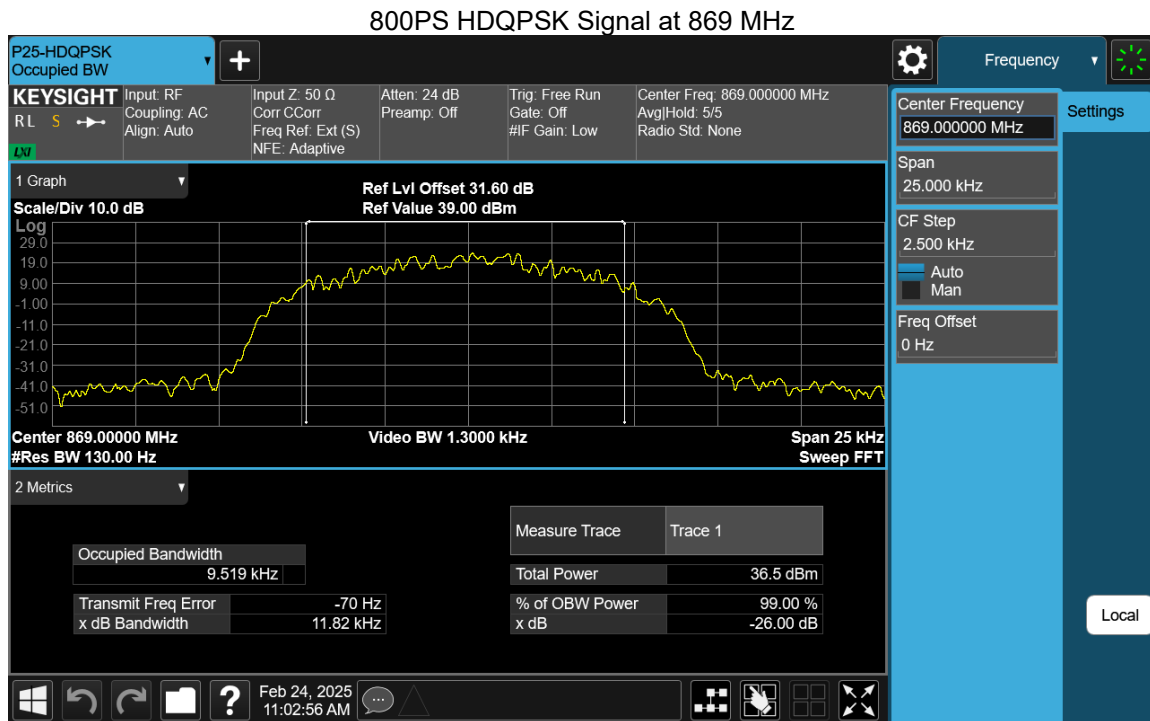 800PS HDQPSK Signal at 869 MHz
P25-HDQPSK
Occupied BW
Frequency
KEYSIGHT
RL S
LXI
Input: RF
Coupling: AC
Align: Auto
Input Z: 50 Ω
Corr CCorr
Freq Ref: Ext (S)
NFE: Adaptive
Atten: 24 dB
Preamp: Off
Trig: Free Run
Gate: Off
#IF Gain: Low
Center Freq: 869.000000 MHz
Avg|Hold: 5/5
Radio Std: None
Center Frequency
869.000000 MHz
Settings
Span
25.000 kHz
CF Step
2.500 kHz
Auto
Man
Freq Offset
0 Hz
1 Graph
Scale/Div 10.0 dB
Ref Lvl Offset 31.60 dB
Ref Value 39.00 dBm
Log
29.0
19.0
9.00
-1.00
-11.0
-21.0
-31.0
-41.0
-51.0
Center 869.00000 MHz
#Res BW 130.00 Hz
Video BW 1.3000 kHz
Span 25 kHz
Sweep FFT
2 Metrics
Measure Trace Trace 1
Occupied Bandwidth
9.519 kHz
Total Power 36.5 dBm
Transmit Freq Error -70 Hz
% of OBW Power 99.00 %
x dB Bandwidth 11.82 kHz
x dB -26.00 dB
Local
?
Feb 24, 2025
11:02:56 AM